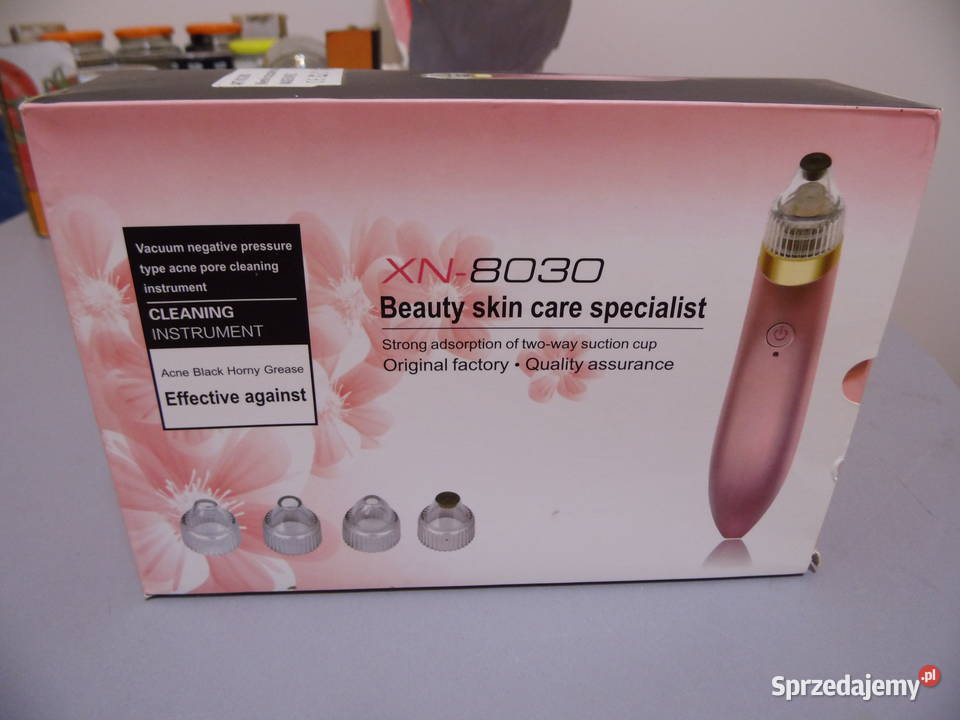 Vacuum negative pressure
type acne pore cleaning
instrument
CLEANING
INSTRUMENT
Acne Black Horny Grease
Effective against
XN-8030
Beauty skin care specialist
Strong adsorption of two-way suction cup
Original factory • Quality assurance
Sprzedajemy.pl